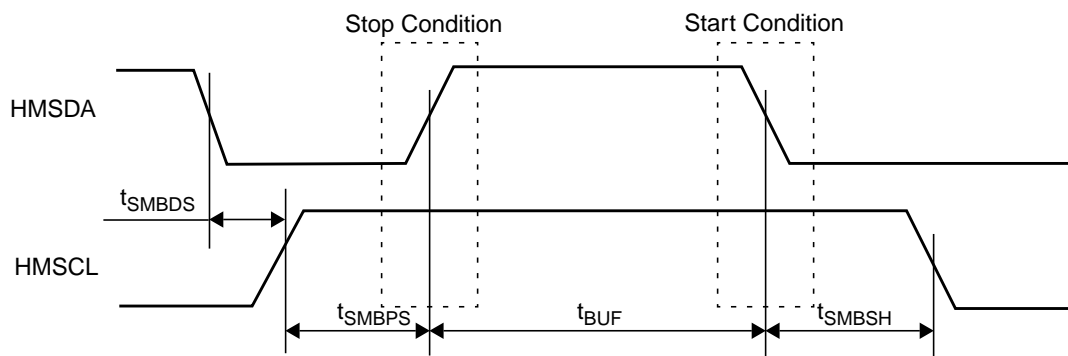 Stop Condition
Start Condition
HMSDA
tSMBDS
HMSCL
tSMBPS
tBUF
tSMBSH